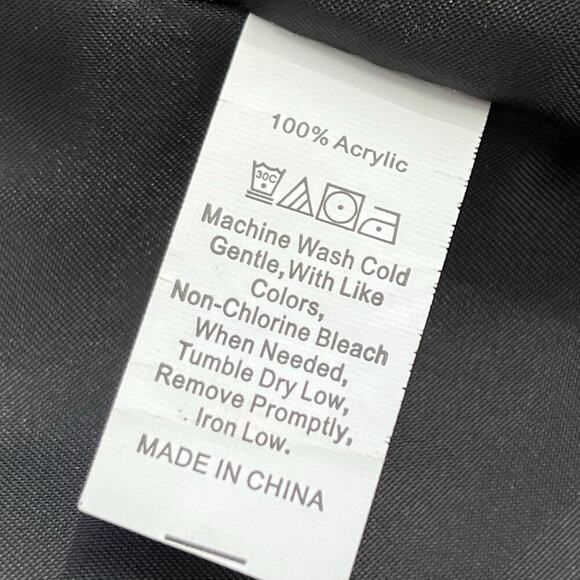 100% Acrylic
30C
Machine Wash Cold
Gentle, With Like
Colors,
Non-Chlorine Bleach
When Needed,
Tumble Dry Low,
Remove Promptly,
Iron Low.
MADE IN CHINA